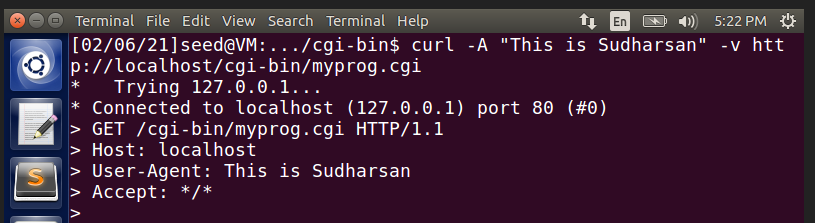 Terminal File Edit View Search Terminal Help En 5:22 PM
[02/06/21]seed@VM:.../cgi-bin$ curl -A "This is Sudharsan" -v htt
p://localhost/cgi-bin/myprog.cgi
*   Trying 127.0.0.1...
* Connected to localhost (127.0.0.1) port 80 (#0)
> GET /cgi-bin/myprog.cgi HTTP/1.1
> Host: localhost
> User-Agent: This is Sudharsan
> Accept: */*
>